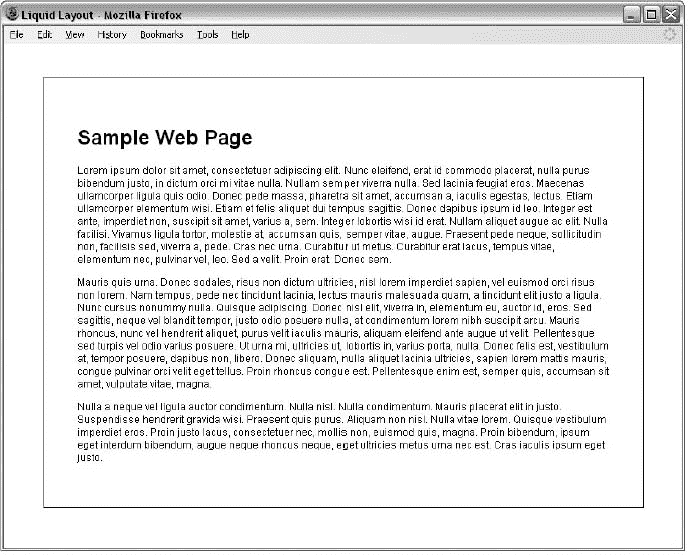 Liquid Layout - Mozilla Firefox
File Edit View History Bookmarks Tools Help
Sample Web Page
Lorem ipsum dolor sit amet, consectetuer adipiscing elit. Nunc eleifend, erat id commodo placerat, nulla purus
bibendum justo, in dictum orci mi vitae nulla. Nullam semper viverra nulla. Sed lacinia feugiat eros. Maecenas
ullamcorper ligula quis odio. Donec pede massa, pharetra sit amet, accumsan a, iaculis egestas, lectus. Etiam
ullamcorper elementum wisi. Etiam et felis aliquet dui tempus sagittis. Donec dapibus ipsum id leo. Integer est
ante, imperdiet non, suscipit sit amet, varius a, sem. Integer lobortis wisi id erat. Nullam aliquet augue ac elit. Nulla
facilisi. Vivamus ligula tortor, molestie at, accumsan quis, semper vitae, augue. Praesent pede neque, sollicitudin
non, facilisis sed, viverra a, pede. Cras nec urna. Curabitur ut metus. Curabitur erat lacus, tempus vitae,
elementum nec, pulvinar vel, leo. Sed a velit. Proin erat. Donec sem.
Mauris quis urna. Donec sodales, risus non dictum ultricies, nisl lorem imperdiet sapien, vel euismod orci risus
non lorem. Nam tempus, pede nec tincidunt lacinia, lectus mauris malesuada quam, a tincidunt elit justo a ligula.
Nunc cursus nonummy nulla. Quisque adipiscing. Donec nisl elit, viverra in, elementum eu, auctor id, eros. Sed
sagittis, neque vel blandit tempor, justo odio posuere nulla, at condimentum lorem nibh suscipit arcu. Mauris
rhoncus, nunc vel hendrerit aliquet, purus velit iaculis mauris, aliquam eleifend ante augue ut velit. Pellentesque
sed turpis vel odio varius posuere. Ut urna mi, ultricies ut, lobortis in, varius porta, nulla. Donec felis est, vestibulum
at, tempor posuere, dapibus non, libero. Donec aliquam, nulla aliquet lacinia ultricies, sapien lorem mattis mauris,
congue pulvinar orci velit eget tellus. Proin rhoncus congue est. Pellentesque enim est, semper quis, accumsan sit
amet, vulputate vitae, magna.
Nulla a neque vel ligula auctor condimentum. Nulla nisl. Nulla condimentum. Mauris placerat elit in justo.
Suspendisse hendrerit gravida wisi. Praesent quis purus. Aliquam non nisl. Nulla vitae lorem. Quisque vestibulum
imperdiet eros. Proin justo lacus, consectetuer nec, mollis non, euismod quis, magna. Proin bibendum, ipsum
eget interdum bibendum, augue neque rhoncus neque, eget ultricies metus urna nec est. Cras iaculis ipsum eget
justo.